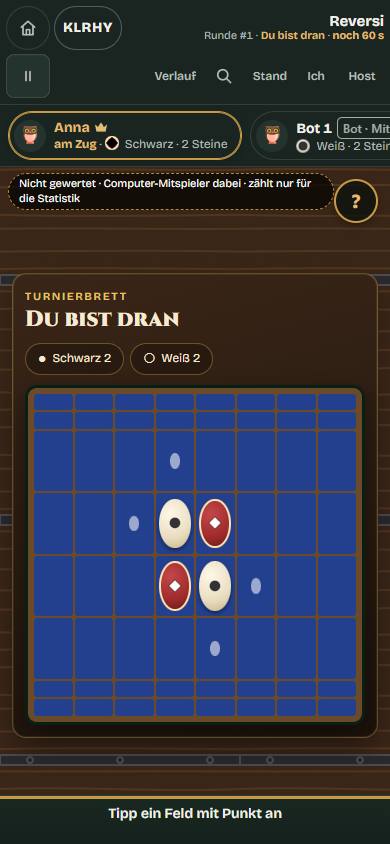 KLRHY
Reversi
Runde #1 · Du bist dran · noch 60 s
Verlauf
Stand
Ich
Host
Anna
am Zug · Schwarz · 2 Steine
Bot 1 Bot · Mit
Weiß · 2 Stein
Nicht gewertet · Computer-Mitspieler dabei · zählt nur für
die Statistik
?
TURNIERBRETT
DU BIST DRAN
Schwarz 2
Weiß 2
Tipp ein Feld mit Punkt an